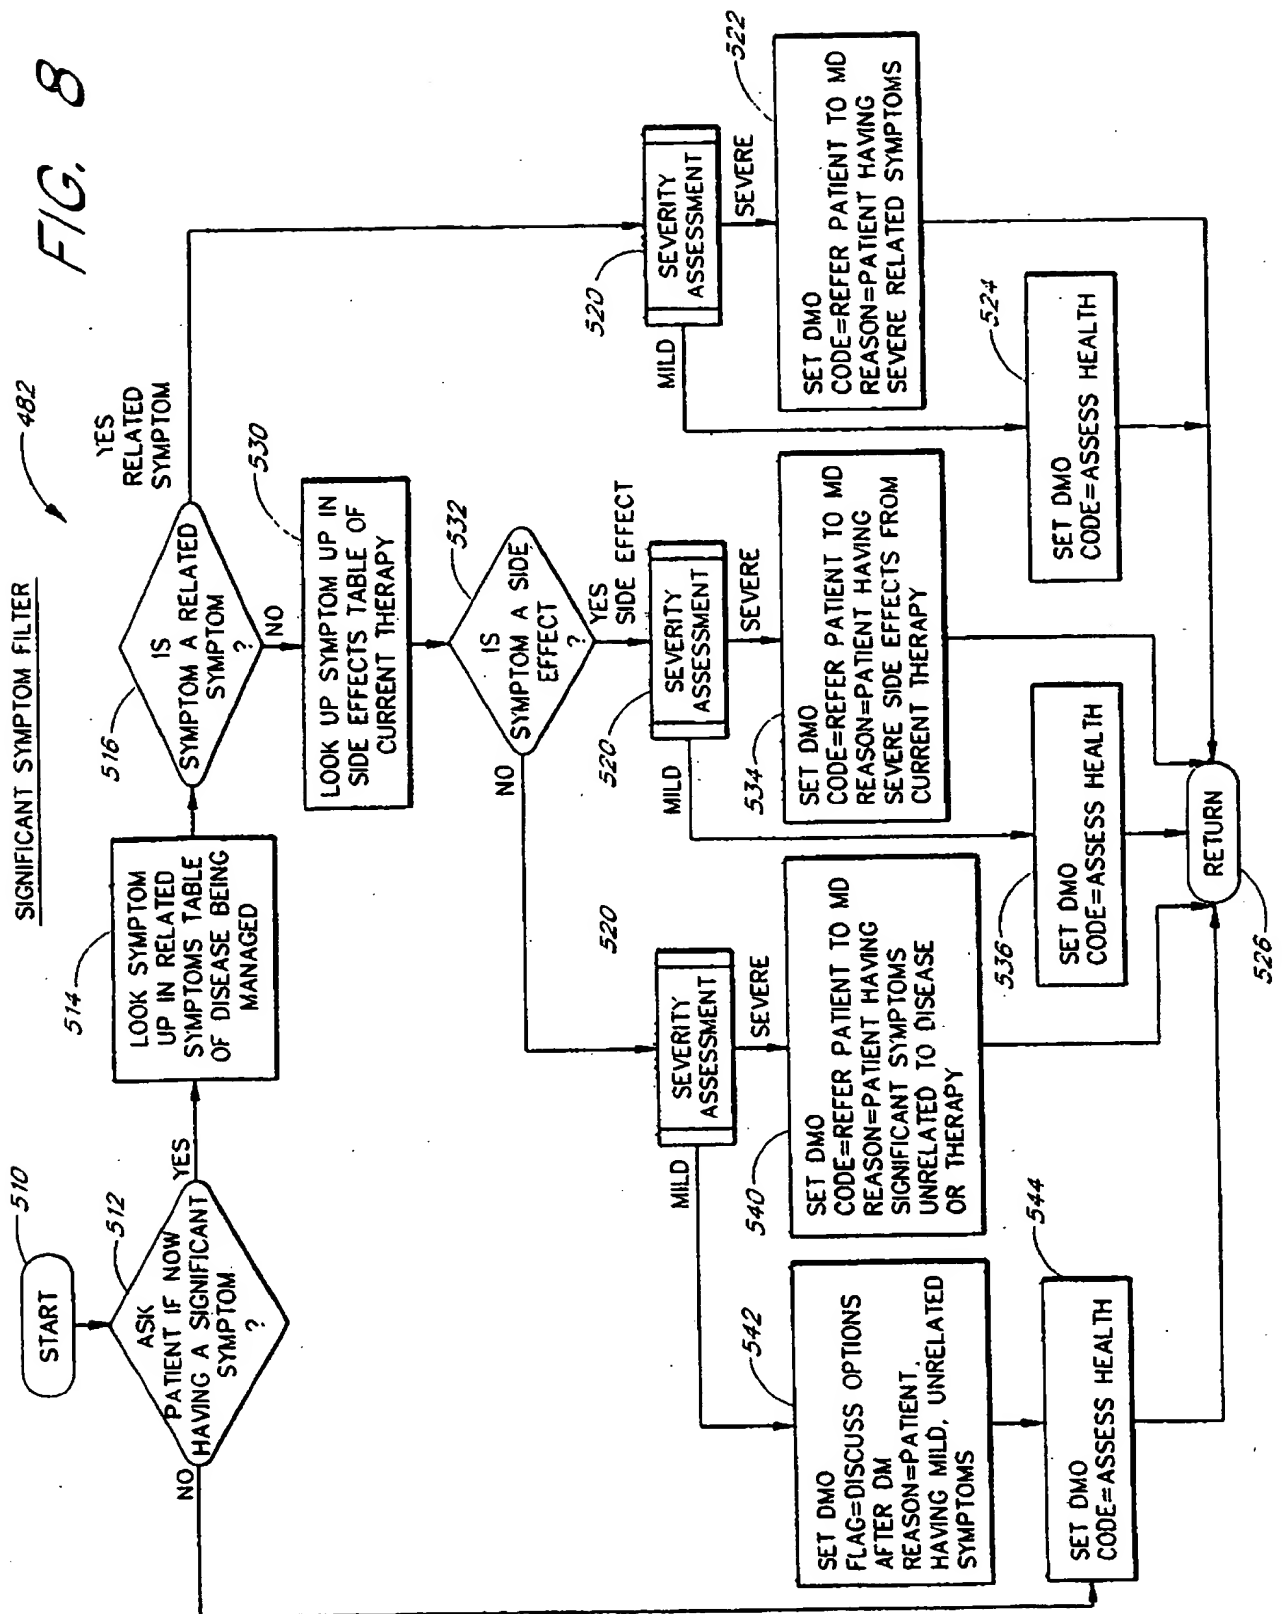 FIG. 8
SIGNIFICANT SYMPTOM FILTER
482
START
510
ASK
PATIENT IF NOW
HAVING A SIGNIFICANT
SYMPTOM
?
512
NO
YES
LOOK SYMPTOM
UP IN RELATED
SYMPTOMS TABLE
OF DISEASE BEING
MANAGED
514
IS
SYMPTOM A RELATED
SYMPTOM
?
516
YES
RELATED
SYMPTOM
NO
LOOK UP SYMPTOM UP IN
SIDE EFFECTS TABLE OF
CURRENT THERAPY
530
IS
SYMPTOM A SIDE
EFFECT
?
532
NO
YES
SIDE EFFECT
SEVERITY
ASSESSMENT
520
MILD
SEVERE
SET DMO
FLAG=DISCUSS OPTIONS
AFTER DM
REASON=PATIENT
HAVING MILD, UNRELATED
SYMPTOMS
542
SET DMO
CODE=REFER PATIENT TO MD
REASON=PATIENT HAVING
SIGNIFICANT SYMPTOMS
UNRELATED TO DISEASE
OR THERAPY
540
SET DMO
CODE=ASSESS HEALTH
544
SEVERITY
ASSESSMENT
520
MILD
SEVERE
SET DMO
CODE=REFER PATIENT TO MD
REASON=PATIENT HAVING
SEVERE SIDE EFFECTS FROM
CURRENT THERAPY
534
SET DMO
CODE=ASSESS HEALTH
536
SEVERITY
ASSESSMENT
520
MILD
SEVERE
SET DMO
CODE=REFER PATIENT TO MD
REASON=PATIENT HAVING
SEVERE RELATED SYMPTOMS
522
SET DMO
CODE=ASSESS HEALTH
524
RETURN
526